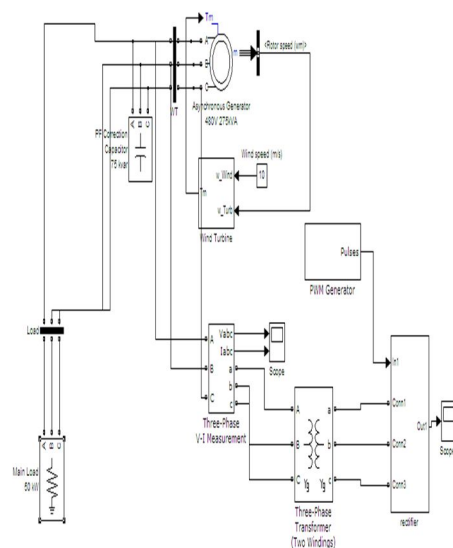 Tm
A
B
C
m
<Rotor speed (wm)>
WT
Asynchronous Generator
480V 275KVA
A B C
PF Correction
Capacitor
75 kvar
Wind speed (m/s)
10
w_Wind
Tm
w_Turb
Wind Turbine
Pulses
PWM Generator
Load
A
B
C
Vabc
Iabc
a
b
c
Scope
Three-Phase
V-I Measurement
A
B
C
a
b
c
Yg
Yg
Three-Phase
Transformer
(Two Windings)
In1
Conn1
Conn2
Conn3
Out1
rectifier
Scope
A B C
Main Load
50 kW